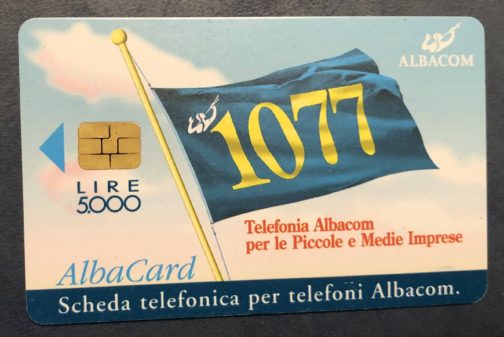 ALBACOM
1077
LIRE
5.000
Telefonia Albacom
per le Piccole e Medie Imprese
AlbaCard
Scheda telefonica per telefoni Albacom.